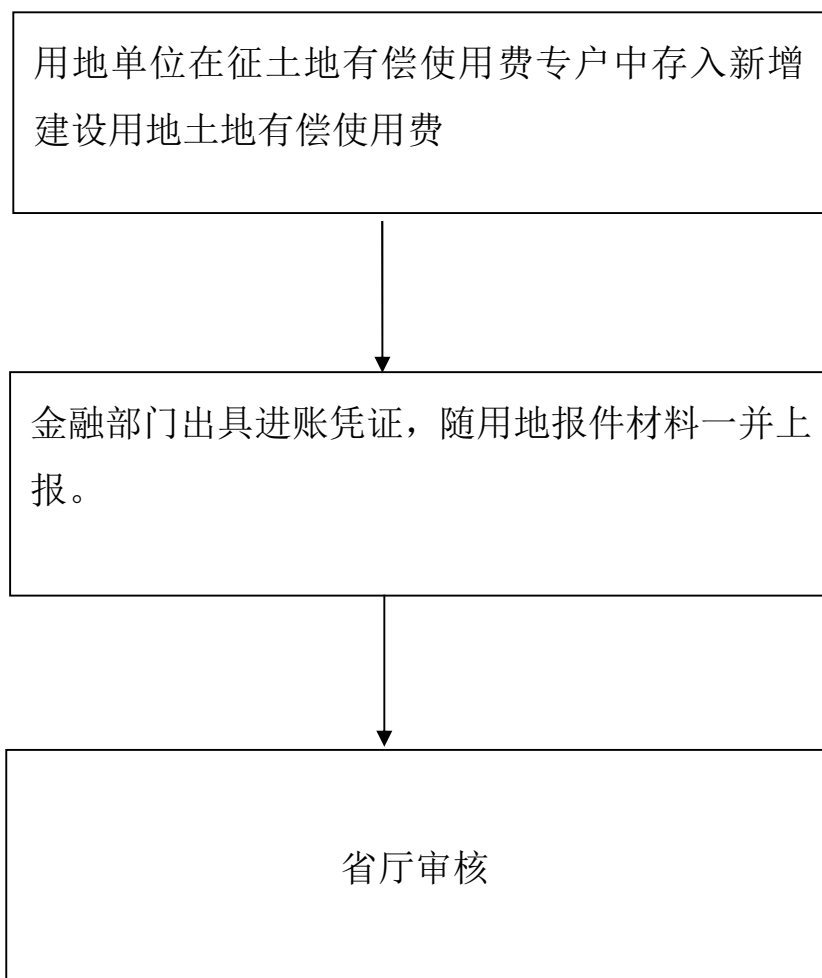 用地单位在征土地有偿使用费专户中存入新增
建设用地土地有偿使用费
金融部门出具进账凭证，随用地报件材料一并上
报。
省厅审核